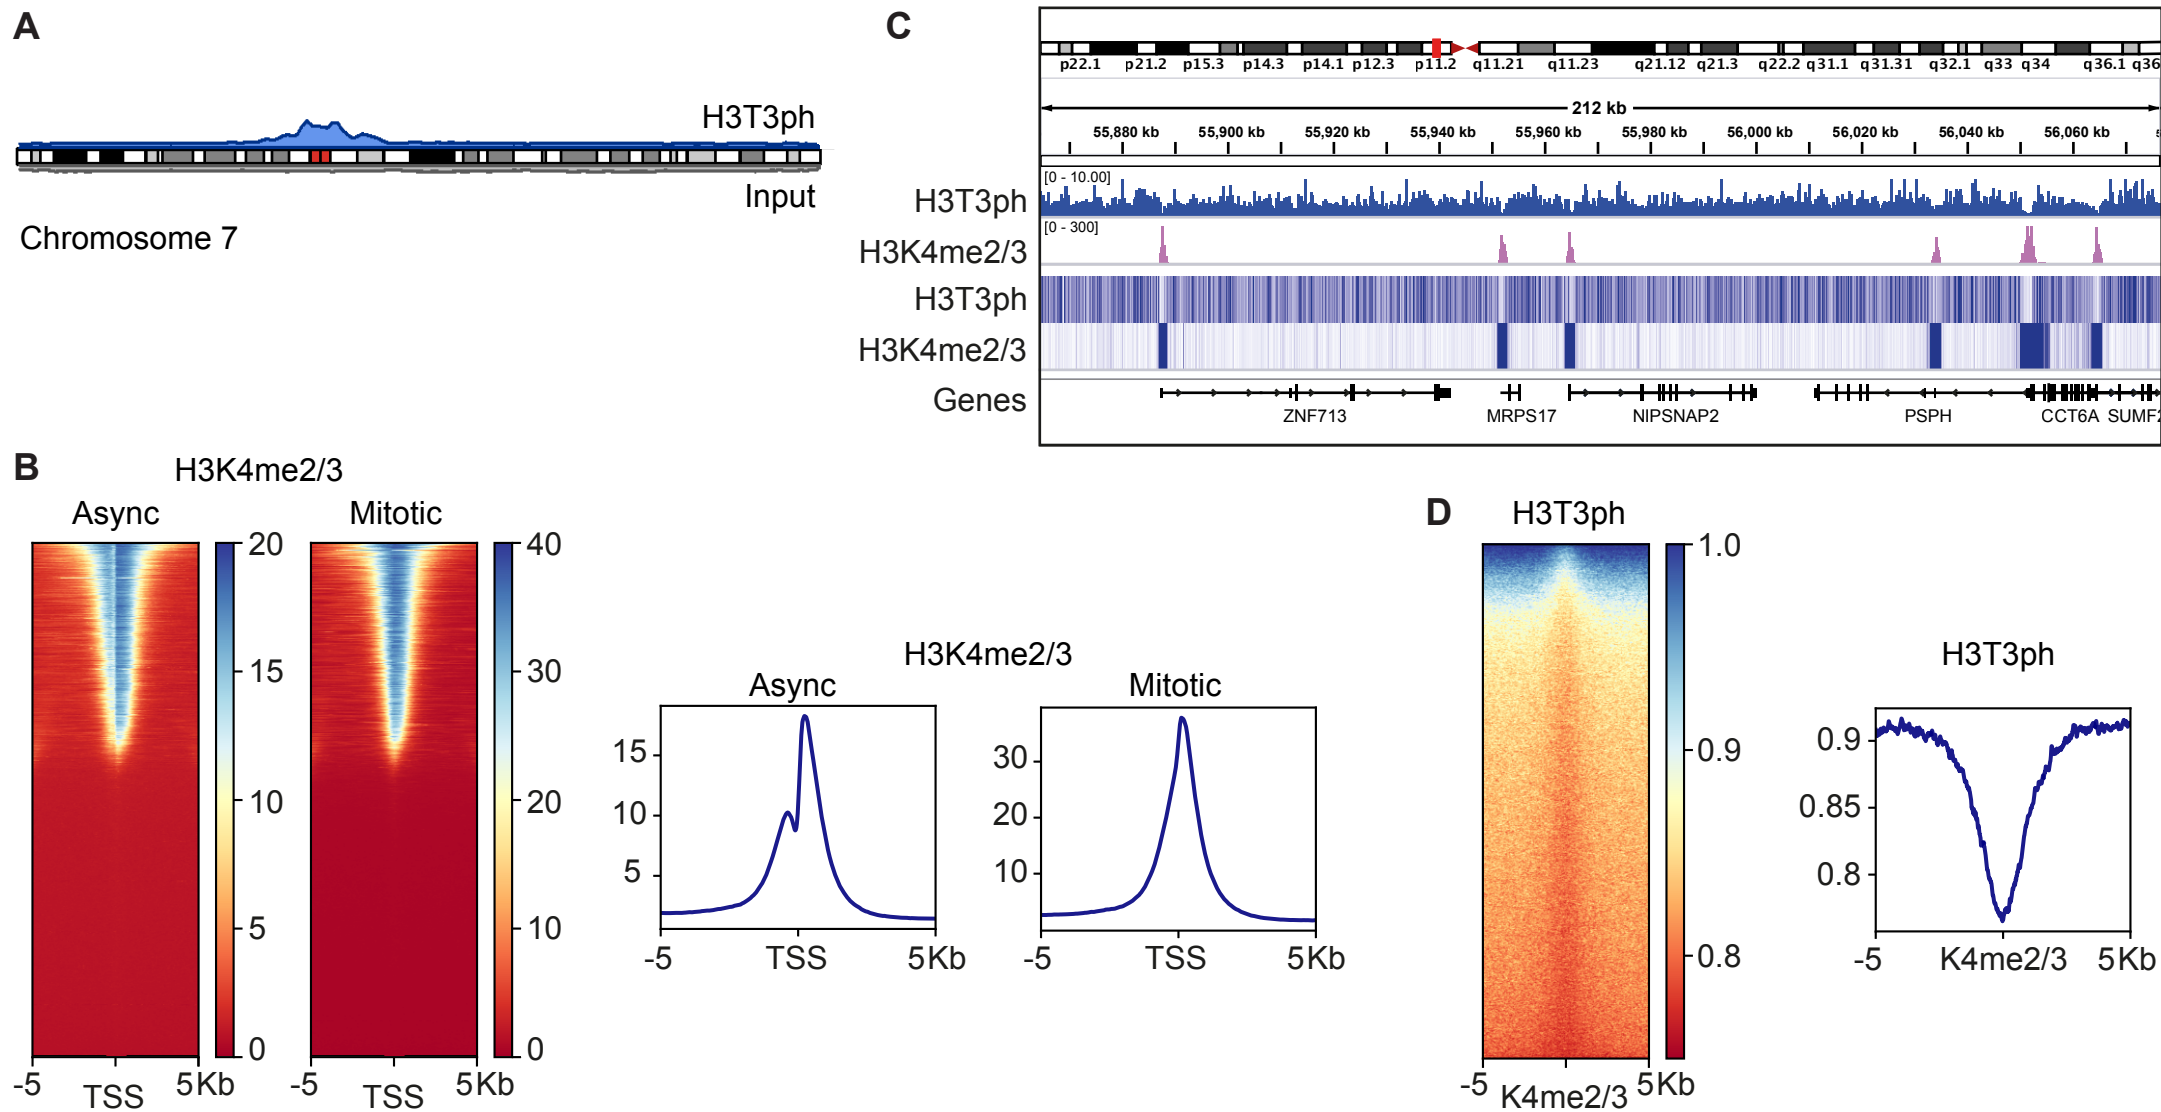 A
H3T3ph
Input
Chromosome 7
C
p22.1 p21.2 p15.3 p14.3 p14.1 p12.3 p11.2 q11.21 q11.23 q21.12 q21.3 q22.2 q31.1 q31.31 q32.1 q33 q34 q36.1 q36
212 kb
55,880 kb 55,900 kb 55,920 kb 55,940 kb 55,960 kb 55,980 kb 56,000 kb 56,020 kb 56,040 kb 56,060 kb
[0 - 10.00]
H3T3ph
[0 - 300]
H3K4me2/3
H3T3ph
H3K4me2/3
Genes
ZNF713 MRPS17 NIPSNAP2 PSPH CCT6A SUMF2
B
H3K4me2/3
Async Mitotic
20 40
15 30
10 20
5 10
0 0
-5 TSS 5Kb -5 TSS 5Kb
H3K4me2/3
Async Mitotic
15
10
5
-5 TSS 5Kb
30
20
10
-5 TSS 5Kb
D
H3T3ph
1.0
0.9
0.8
-5 K4me2/3 5Kb
H3T3ph
0.9
0.85
0.8
-5 K4me2/3 5Kb